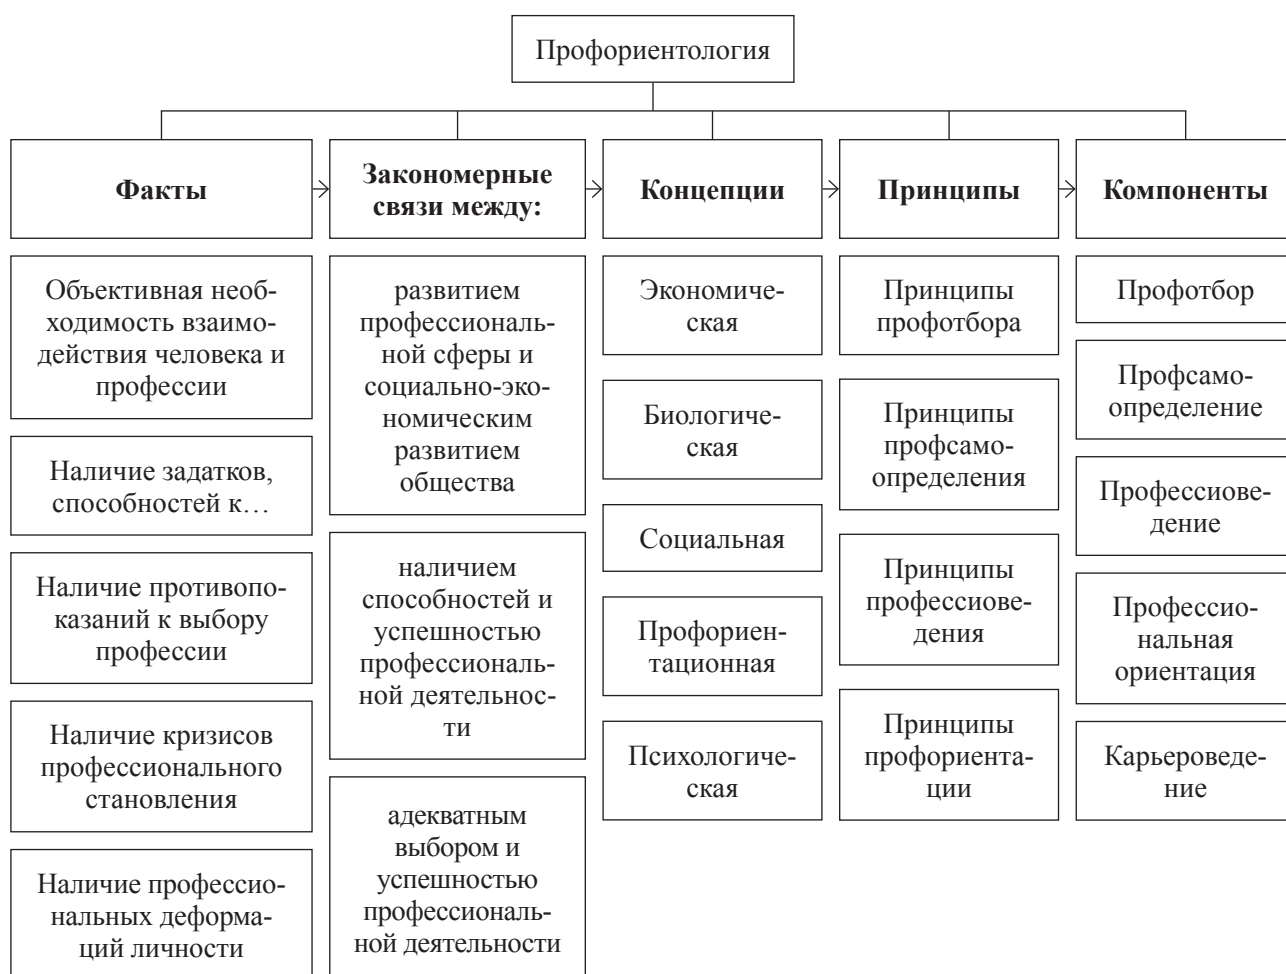 Профориентология
Факты
Закономерные
связи между:
Концепции
Принципы
Компоненты
Объективная необ-
ходимость взаимо-
действия человека и
профессии
Наличие задатков,
способностей к…
Наличие противопо-
казаний к выбору
профессии
Наличие кризисов
профессионального
становления
Наличие профессио-
нальных деформа-
ций личности
развитием
профессиональ-
ной сферы и
социально-эко-
номическим
развитием
общества
наличием
способностей и
успешностью
профессиональ-
ной деятельнос-
ти
адекватным
выбором и
успешностью
профессиональ-
ной деятельности
Экономиче-
ская
Биологиче-
ская
Социальная
Профориен-
тационная
Психологиче-
ская
Принципы
профотбора
Принципы
профсамо-
определения
Принципы
профессиове-
дения
Принципы
профориента-
ции
Профотбор
Профсамо-
определение
Профессиове-
дение
Профессио-
нальная
ориентация
Карьероведе-
ние